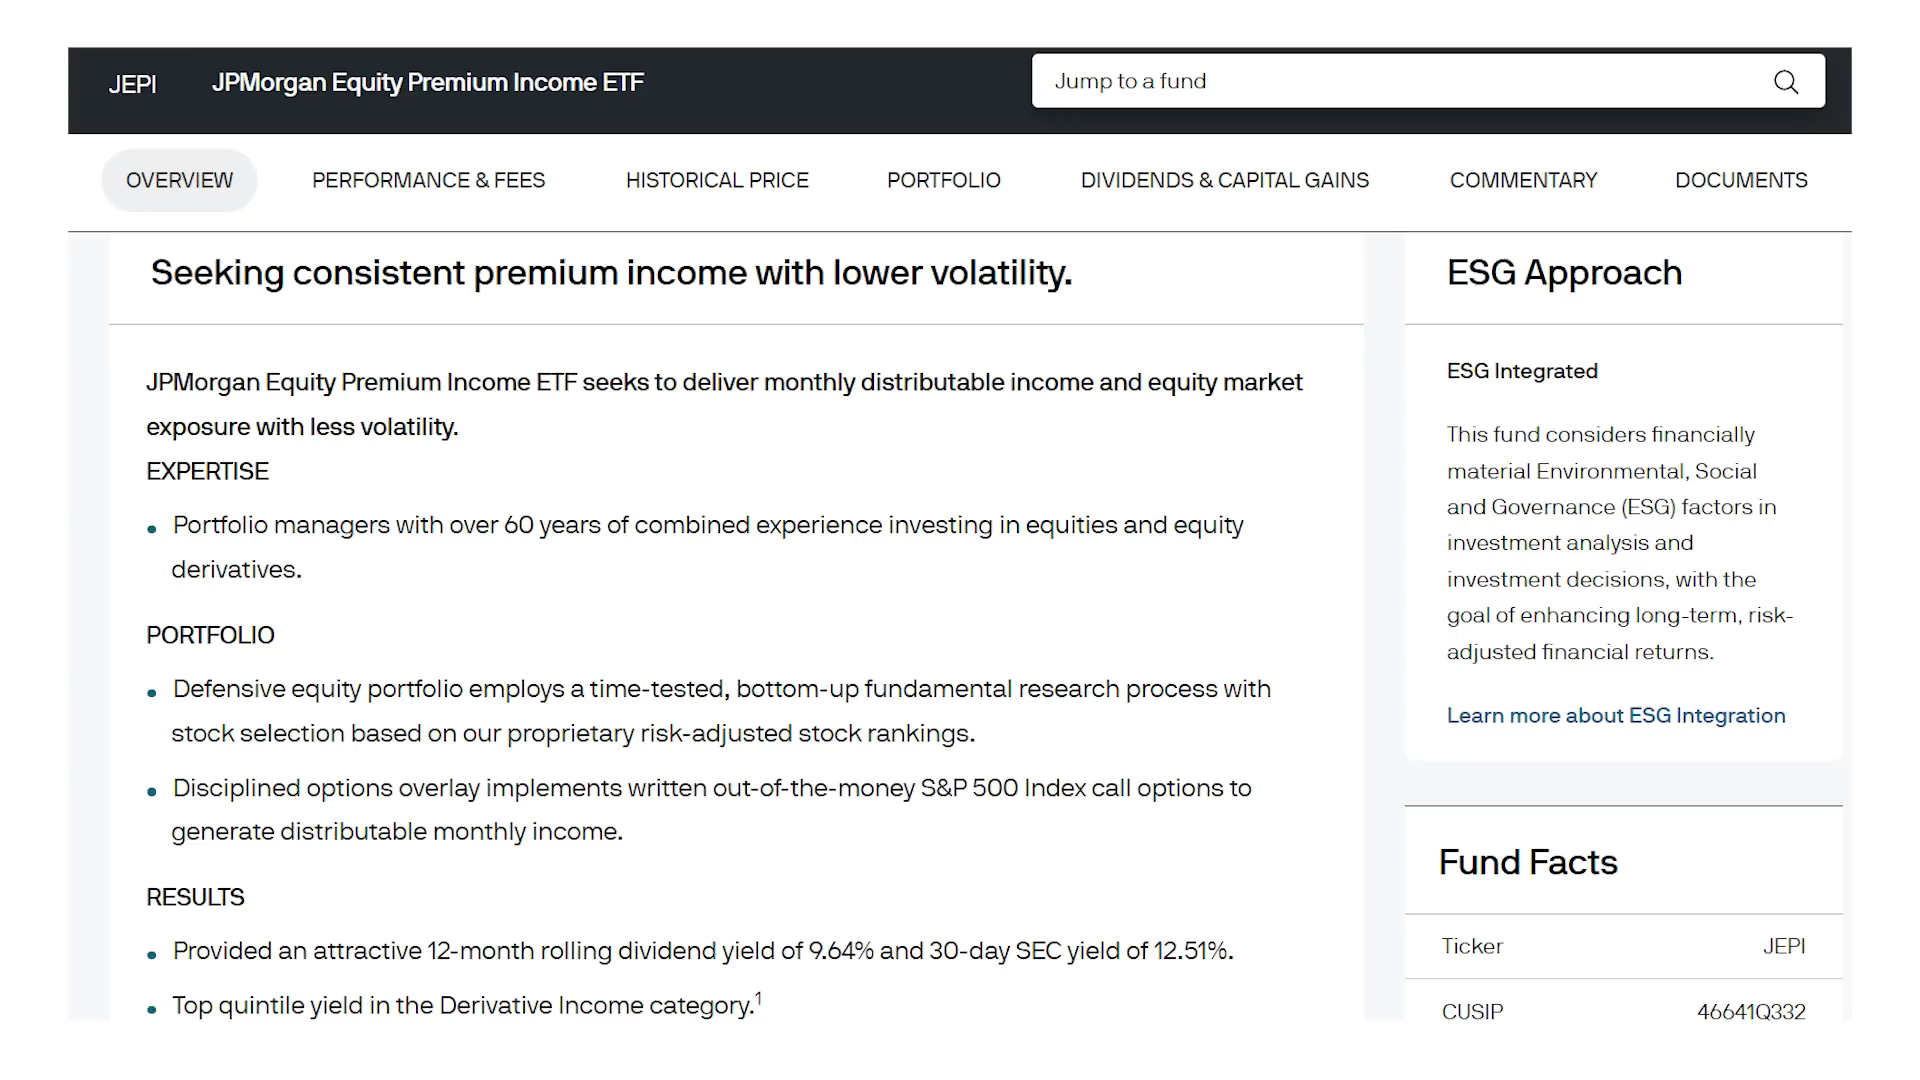 JEPI JPMorgan Equity Premium Income ETF Jump to a fund
OVERVIEW PERFORMANCE & FEES HISTORICAL PRICE PORTFOLIO DIVIDENDS & CAPITAL GAINS COMMENTARY DOCUMENTS
Seeking consistent premium income with lower volatility.
JPMorgan Equity Premium Income ETF seeks to deliver monthly distributable income and equity market
exposure with less volatility.
EXPERTISE
• Portfolio managers with over 60 years of combined experience investing in equities and equity
derivatives.
PORTFOLIO
• Defensive equity portfolio employs a time-tested, bottom-up fundamental research process with
stock selection based on our proprietary risk-adjusted stock rankings.
• Disciplined options overlay implements written out-of-the-money S&P 500 Index call options to
generate distributable monthly income.
RESULTS
• Provided an attractive 12-month rolling dividend yield of 9.64% and 30-day SEC yield of 12.51%.
• Top quintile yield in the Derivative Income category.1
ESG Approach
ESG Integrated
This fund considers financially
material Environmental, Social
and Governance (ESG) factors in
investment analysis and
investment decisions, with the
goal of enhancing long-term, risk-
adjusted financial returns.
Learn more about ESG Integration
Fund Facts
Ticker JEPI
CUSIP 46641Q332